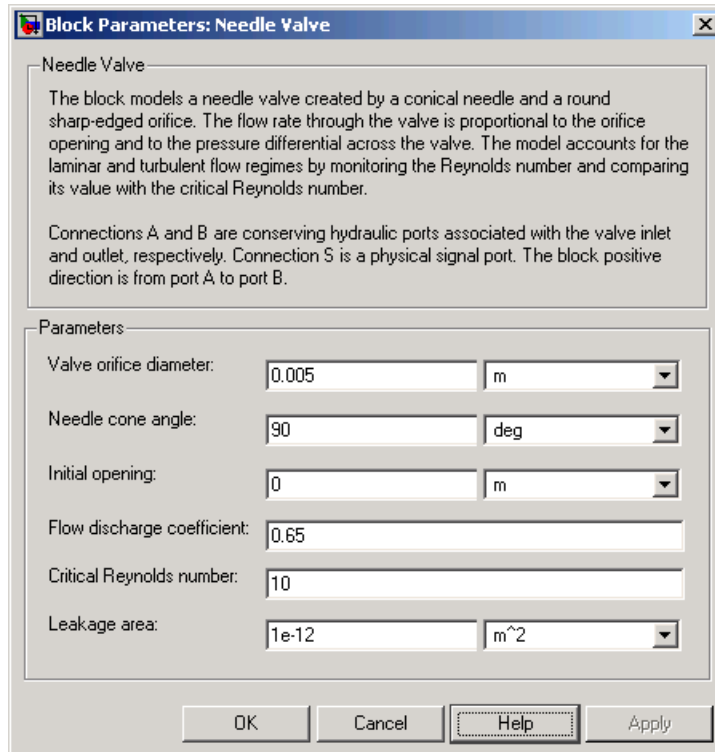 Block Parameters: Needle Valve
Needle Valve
The block models a needle valve created by a conical needle and a round
sharp-edged orifice. The flow rate through the valve is proportional to the orifice
opening and to the pressure differential across the valve. The model accounts for the
laminar and turbulent flow regimes by monitoring the Reynolds number and comparing
its value with the critical Reynolds number.
Connections A and B are conserving hydraulic ports associated with the valve inlet
and outlet, respectively. Connection S is a physical signal port. The block positive
direction is from port A to port B.
Parameters
Valve orifice diameter: 0.005 m
Needle cone angle: 90 deg
Initial opening: 0 m
Flow discharge coefficient: 0.65
Critical Reynolds number: 10
Leakage area: 1e-12 m^2
OK Cancel Help Apply